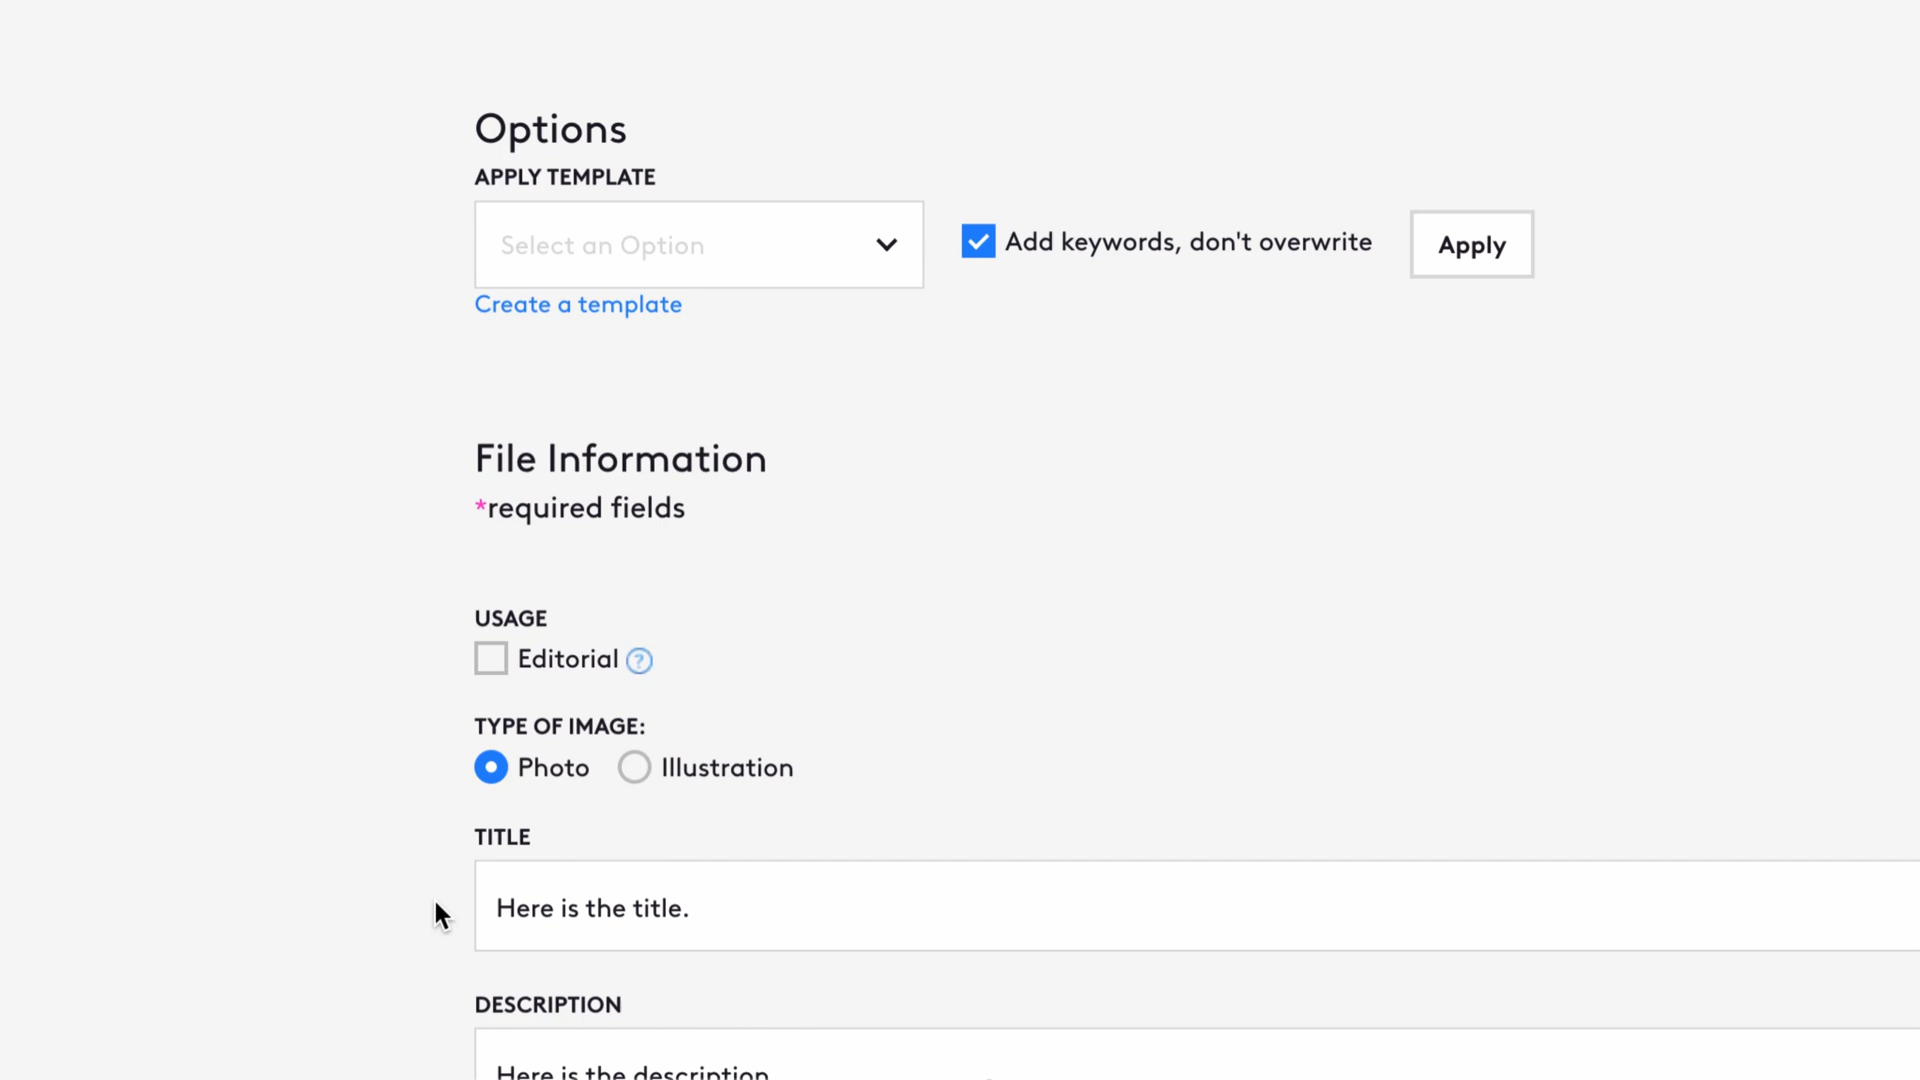 Options
APPLY TEMPLATE
Select an Option
Add keywords, don't overwrite
Apply
Create a template
File Information
*required fields
USAGE
Editorial ?
TYPE OF IMAGE:
Photo Illustration
TITLE
Here is the title.
DESCRIPTION
Here is the description